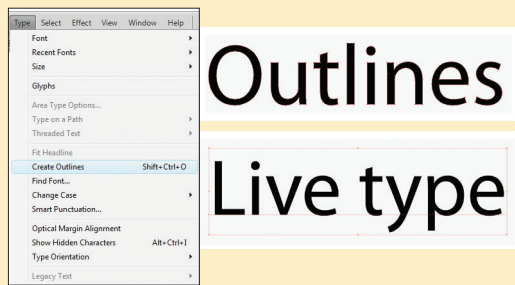 Type Select Effect View Window Help
Font
Recent Fonts
Size
Glyphs
Area Type Options...
Type on a Path
Threaded Text
Fit Headline
Create Outlines Shift+Ctrl+O
Find Font...
Change Case
Smart Punctuation...
Optical Margin Alignment
Show Hidden Characters Alt+Ctrl+I
Type Orientation
Legacy Text
Outlines
Live type